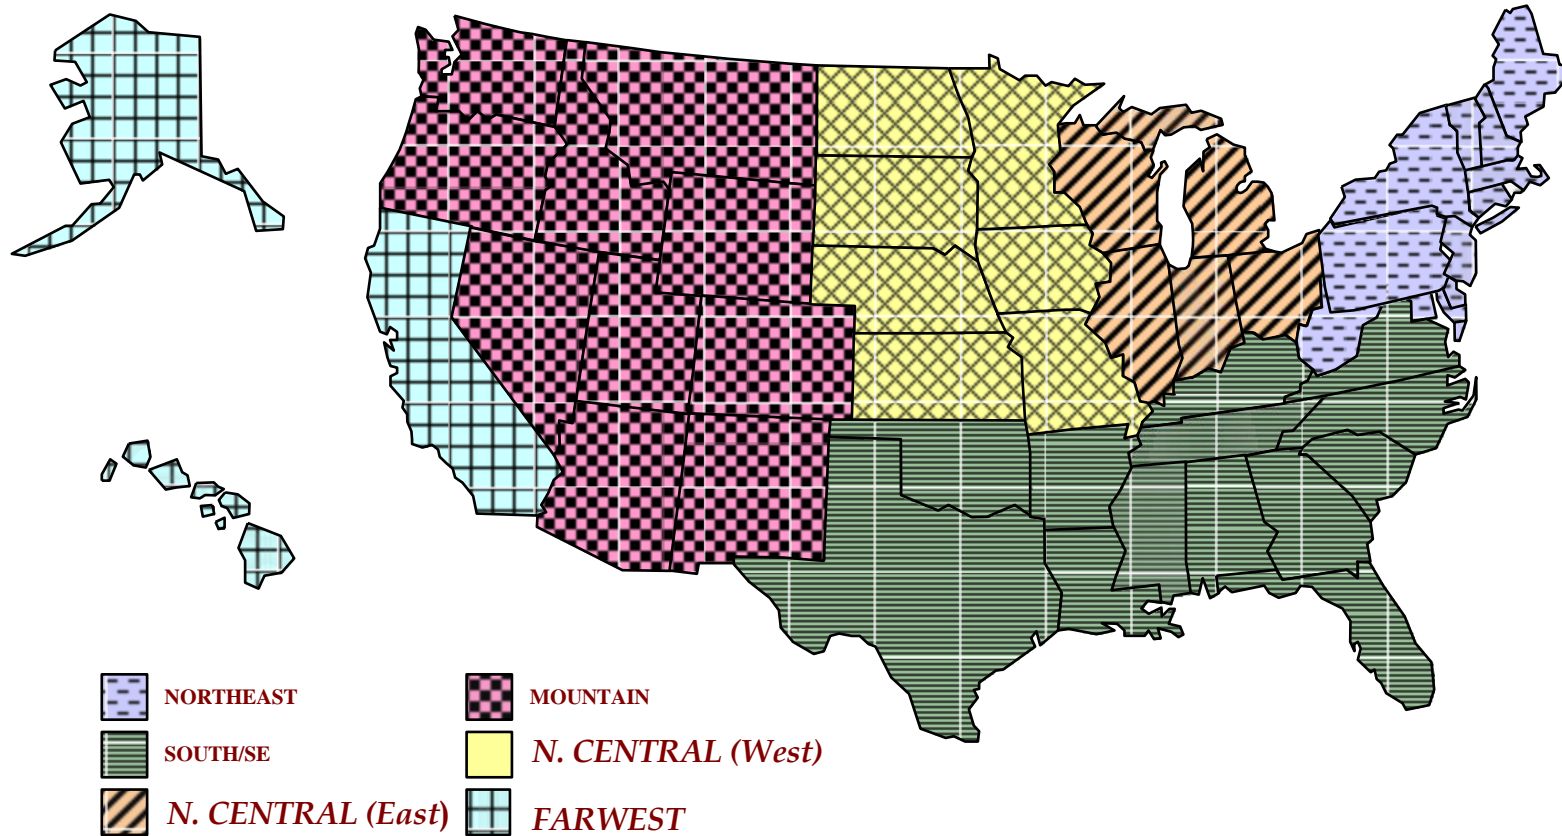 NORTHEAST
MOUNTAIN
SOUTH/SE
N. CENTRAL (West)
N. CENTRAL (East)
FARWEST